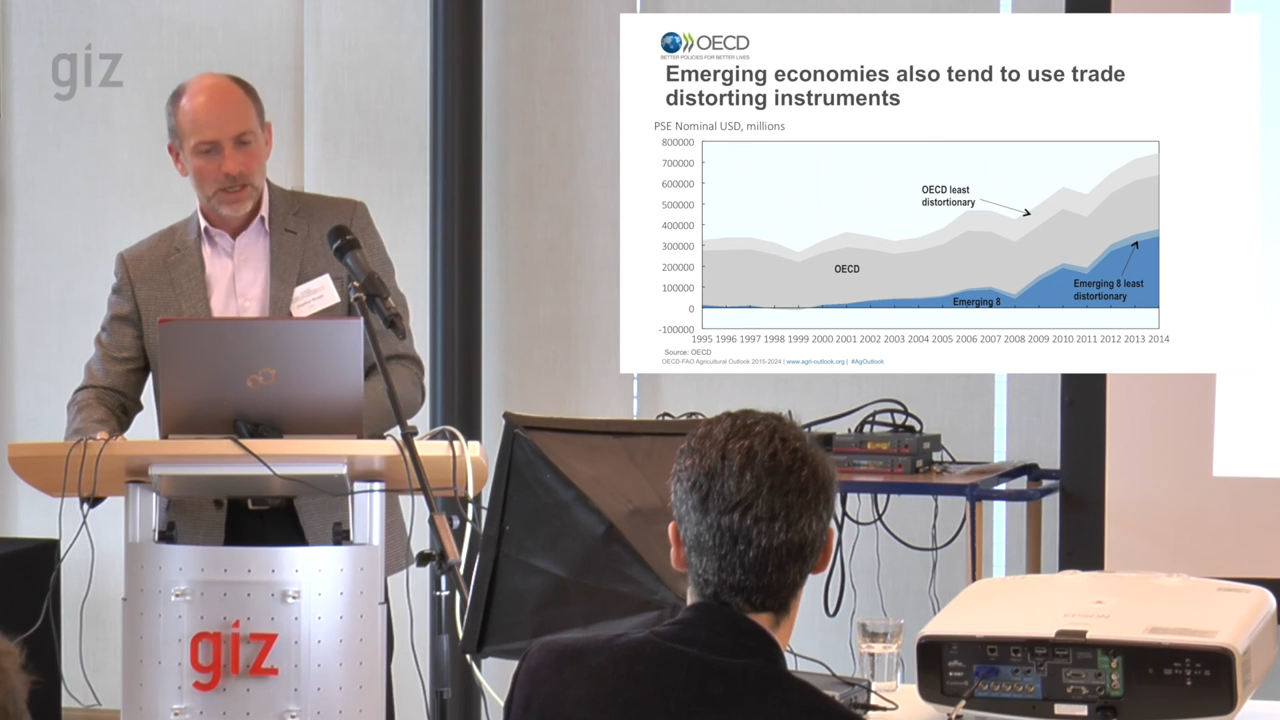 giz
OECD
BETTER POLICIES FOR BETTER LIVES
Emerging economies also tend to use trade
distorting instruments
PSE Nominal USD, millions
800000
700000
600000
500000
400000
300000
200000
100000
0
-100000
OECD least
distortionary
OECD
Emerging 8
Emerging 8 least
distortionary
1995 1996 1997 1998 1999 2000 2001 2002 2003 2004 2005 2006 2007 2008 2009 2010 2011 2012 2013 2014
Source: OECD
OECD-FAO Agricultural Outlook 2015-2024 | www.agri-outlook.org | #AgOutlook
giz